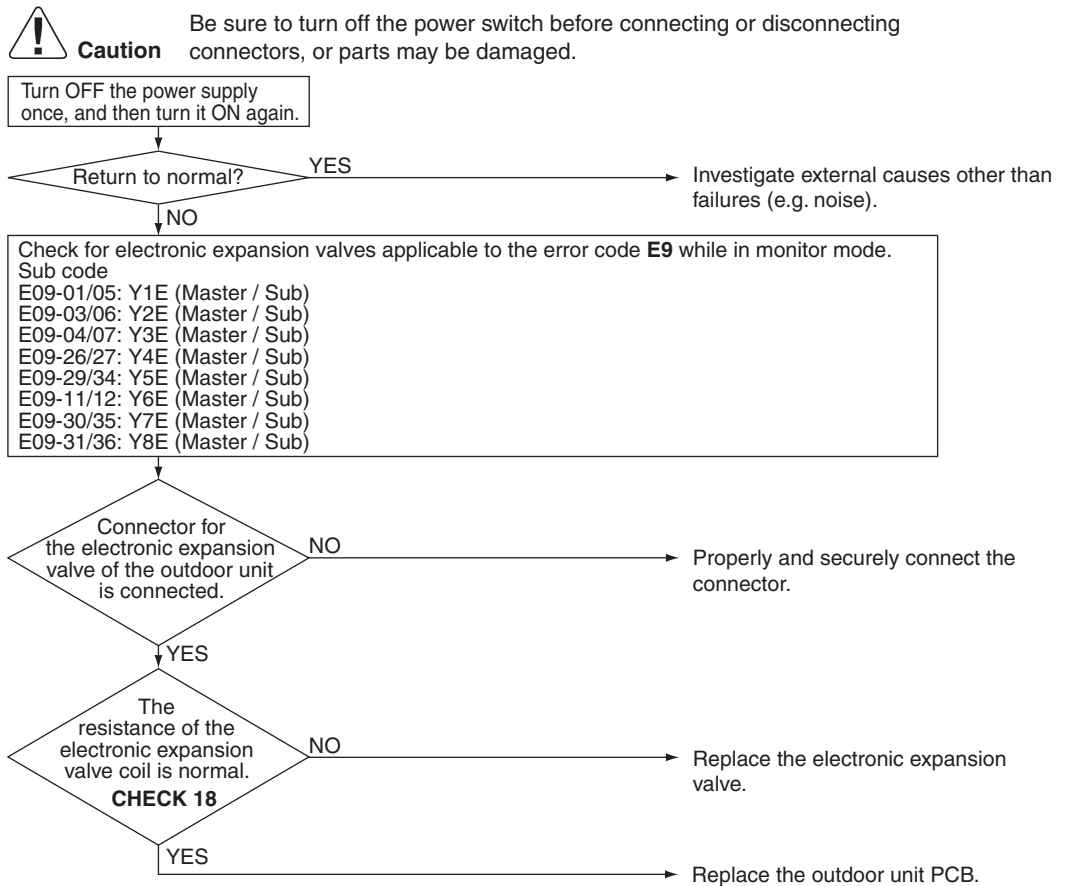 Be sure to turn off the power switch before connecting or disconnecting
Caution connectors, or parts may be damaged.
Turn OFF the power supply
once, and then turn it ON again.
Return to normal?
YES
Investigate external causes other than
failures (e.g. noise).
NO
Check for electronic expansion valves applicable to the error code E9 while in monitor mode.
Sub code
E09-01/05: Y1E (Master / Sub)
E09-03/06: Y2E (Master / Sub)
E09-04/07: Y3E (Master / Sub)
E09-26/27: Y4E (Master / Sub)
E09-29/34: Y5E (Master / Sub)
E09-11/12: Y6E (Master / Sub)
E09-30/35: Y7E (Master / Sub)
E09-31/36: Y8E (Master / Sub)
Connector for
the electronic expansion
valve of the outdoor unit
is connected.
NO
Properly and securely connect the
connector.
YES
The
resistance of the
electronic expansion
valve coil is normal.
CHECK 18
NO
Replace the electronic expansion
valve.
YES
Replace the outdoor unit PCB.